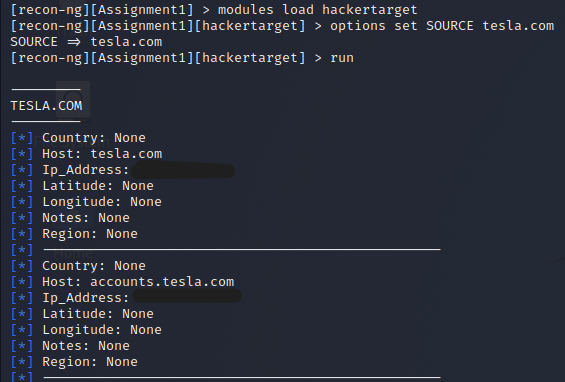 [recon-ng][Assignment1] > modules load hackertarget
[recon-ng][Assignment1][hackertarget] > options set SOURCE tesla.com
SOURCE ⇒ tesla.com
[recon-ng][Assignment1][hackertarget] > run
---------
TESLA.COM
---------
[*] Country: None
[*] Host: tesla.com
[*] Ip_Address:
[*] Latitude: None
[*] Longitude: None
[*] Notes: None
[*] Region: None
[*] --------------------------------------------------
[*] Country: None
[*] Host: accounts.tesla.com
[*] Ip_Address:
[*] Latitude: None
[*] Longitude: None
[*] Notes: None
[*] Region: None
[*] --------------------------------------------------